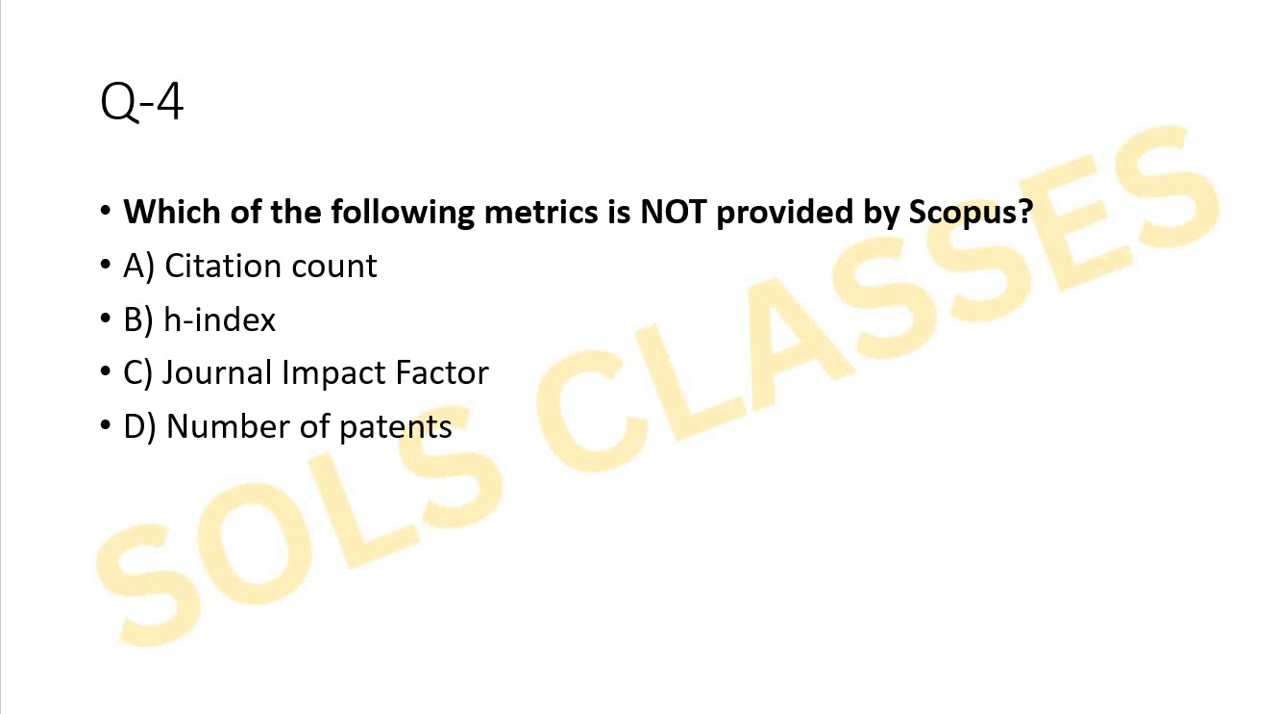 Q-4
• Which of the following metrics is NOT provided by Scopus?
• A) Citation count
• B) h-index
• C) Journal Impact Factor
• D) Number of patents
SOLS CLASSES